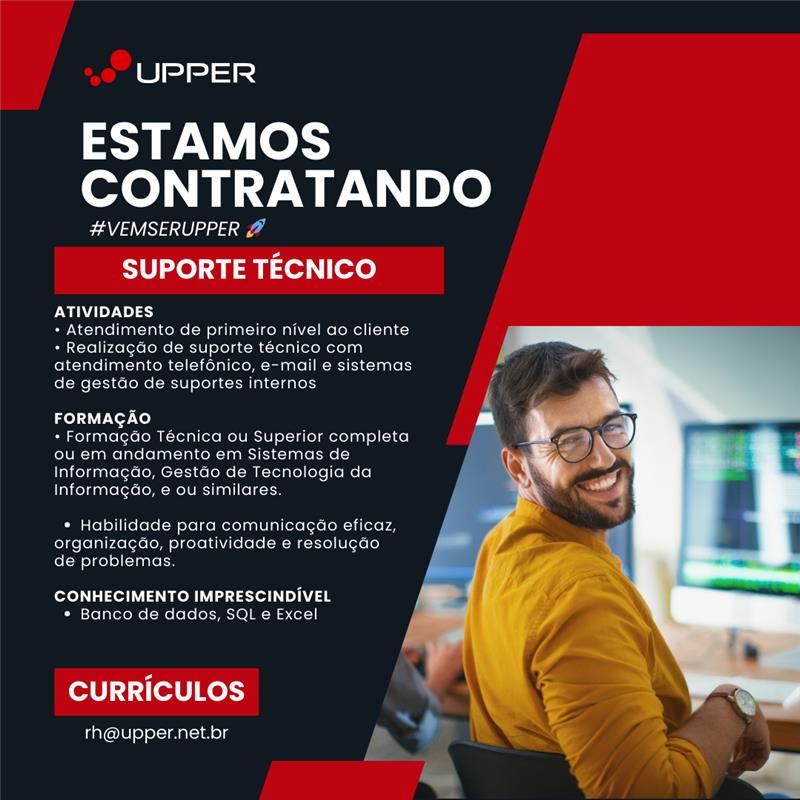 UPPER
ESTAMOS
CONTRATANDO
#VEMSERUPPER 🚀
SUPORTE TÉCNICO
ATIVIDADES
• Atendimento de primeiro nível ao cliente
• Realização de suporte técnico com
atendimento telefônico, e-mail e sistemas
de gestão de suportes internos
FORMAÇÃO
• Formação Técnica ou Superior completa
ou em andamento em Sistemas de
Informação, Gestão de Tecnologia da
Informação, e ou similares.
• Habilidade para comunicação eficaz,
organização, proatividade e resolução
de problemas.
CONHECIMENTO IMPRESCINDÍVEL
• Banco de dados, SQL e Excel
CURRÍCULOS
rh@upper.net.br